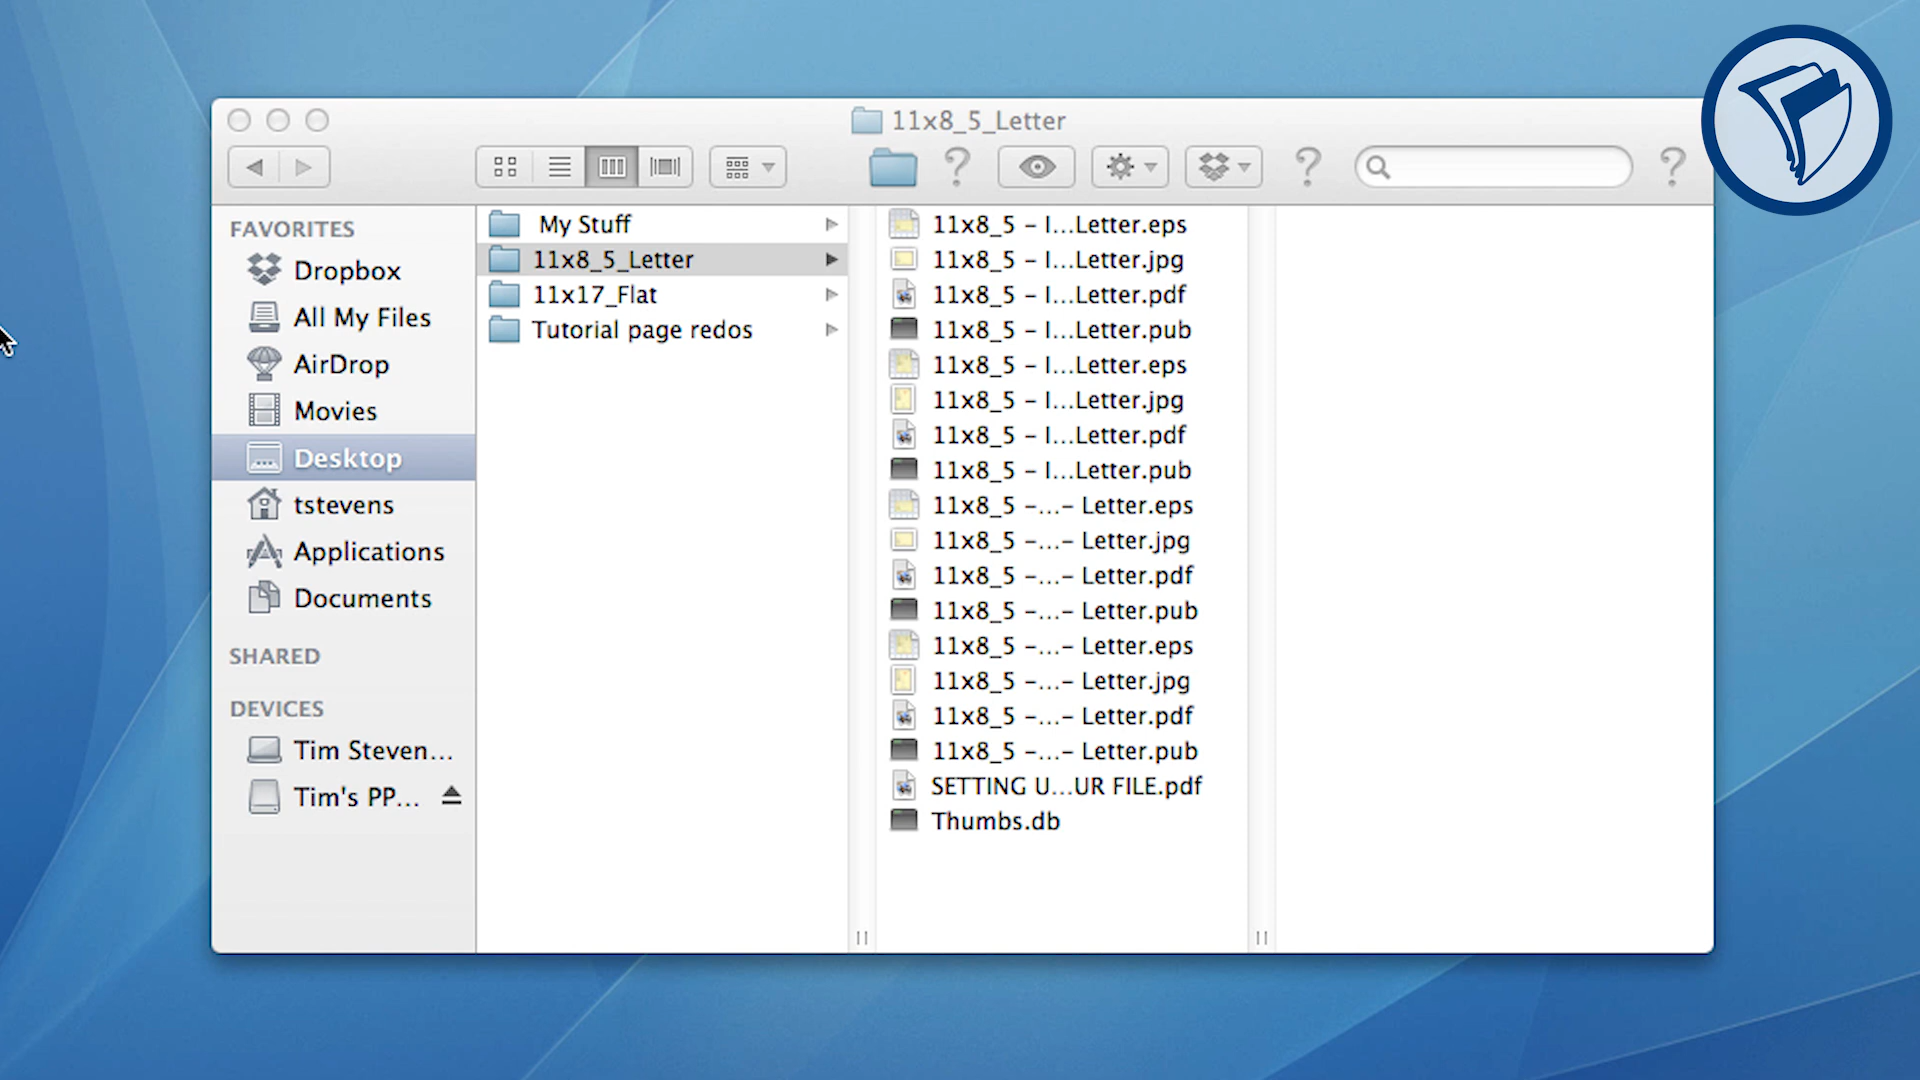 11x8_5_Letter
FAVORITES
Dropbox
All My Files
AirDrop
Movies
Desktop
tstevens
Applications
Documents
SHARED
DEVICES
Tim Steven...
Tim's PP...
My Stuff
11x8_5_Letter
11x17_Flat
Tutorial page redos
11x8_5 – I...Letter.eps
11x8_5 – I...Letter.jpg
11x8_5 – I...Letter.pdf
11x8_5 – I...Letter.pub
11x8_5 – I...Letter.eps
11x8_5 – I...Letter.jpg
11x8_5 – I...Letter.pdf
11x8_5 – I...Letter.pub
11x8_5 –...– Letter.eps
11x8_5 –...– Letter.jpg
11x8_5 –...– Letter.pdf
11x8_5 –...– Letter.pub
11x8_5 –...– Letter.eps
11x8_5 –...– Letter.jpg
11x8_5 –...– Letter.pdf
11x8_5 –...– Letter.pub
SETTING U...UR FILE.pdf
Thumbs.db